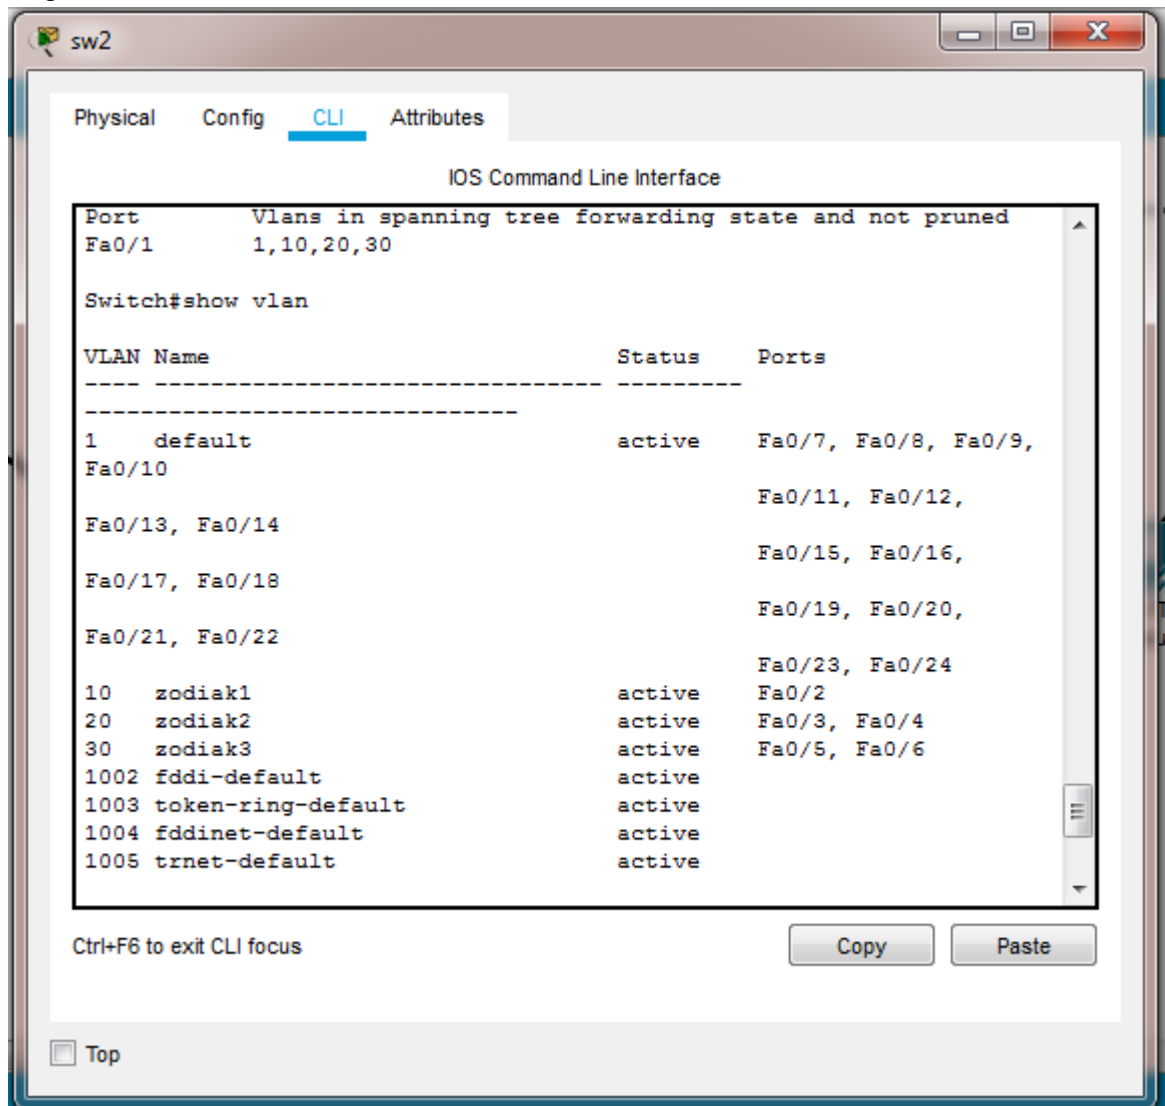 sw2
Physical Config CLI Attributes
IOS Command Line Interface
Port        Vlans in spanning tree forwarding state and not pruned
Fa0/1       1,10,20,30
Switch#show vlan
VLAN Name                             Status    Ports
---- -------------------------------- ---------
-------------------------------
1    default                          active    Fa0/7, Fa0/8, Fa0/9,
Fa0/10
                                                Fa0/11, Fa0/12,
Fa0/13, Fa0/14
                                                Fa0/15, Fa0/16,
Fa0/17, Fa0/18
                                                Fa0/19, Fa0/20,
Fa0/21, Fa0/22
                                                Fa0/23, Fa0/24
10   zodiak1                          active    Fa0/2
20   zodiak2                          active    Fa0/3, Fa0/4
30   zodiak3                          active    Fa0/5, Fa0/6
1002 fddi-default                     active
1003 token-ring-default               active
1004 fddinet-default                  active
1005 trnet-default                    active
Ctrl+F6 to exit CLI focus Copy Paste
Top